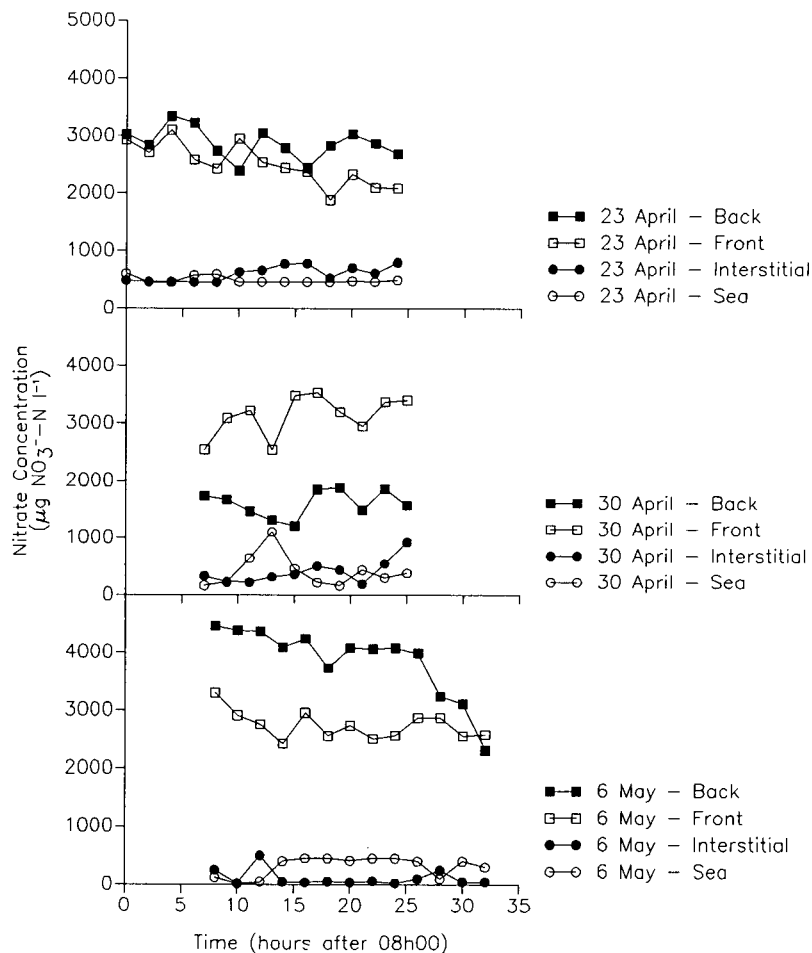 5000
4000
3000
2000
1000
0
23 April – Back
23 April – Front
23 April – Interstitial
23 April – Sea
Nitrate Concentration
(µg NO₃⁻–N l⁻¹)
4000
3000
2000
1000
0
30 April – Back
30 April – Front
30 April – Interstitial
30 April – Sea
4000
3000
2000
1000
0
6 May – Back
6 May – Front
6 May – Interstitial
6 May – Sea
0 5 10 15 20 25 30 35
Time (hours after 08h00)